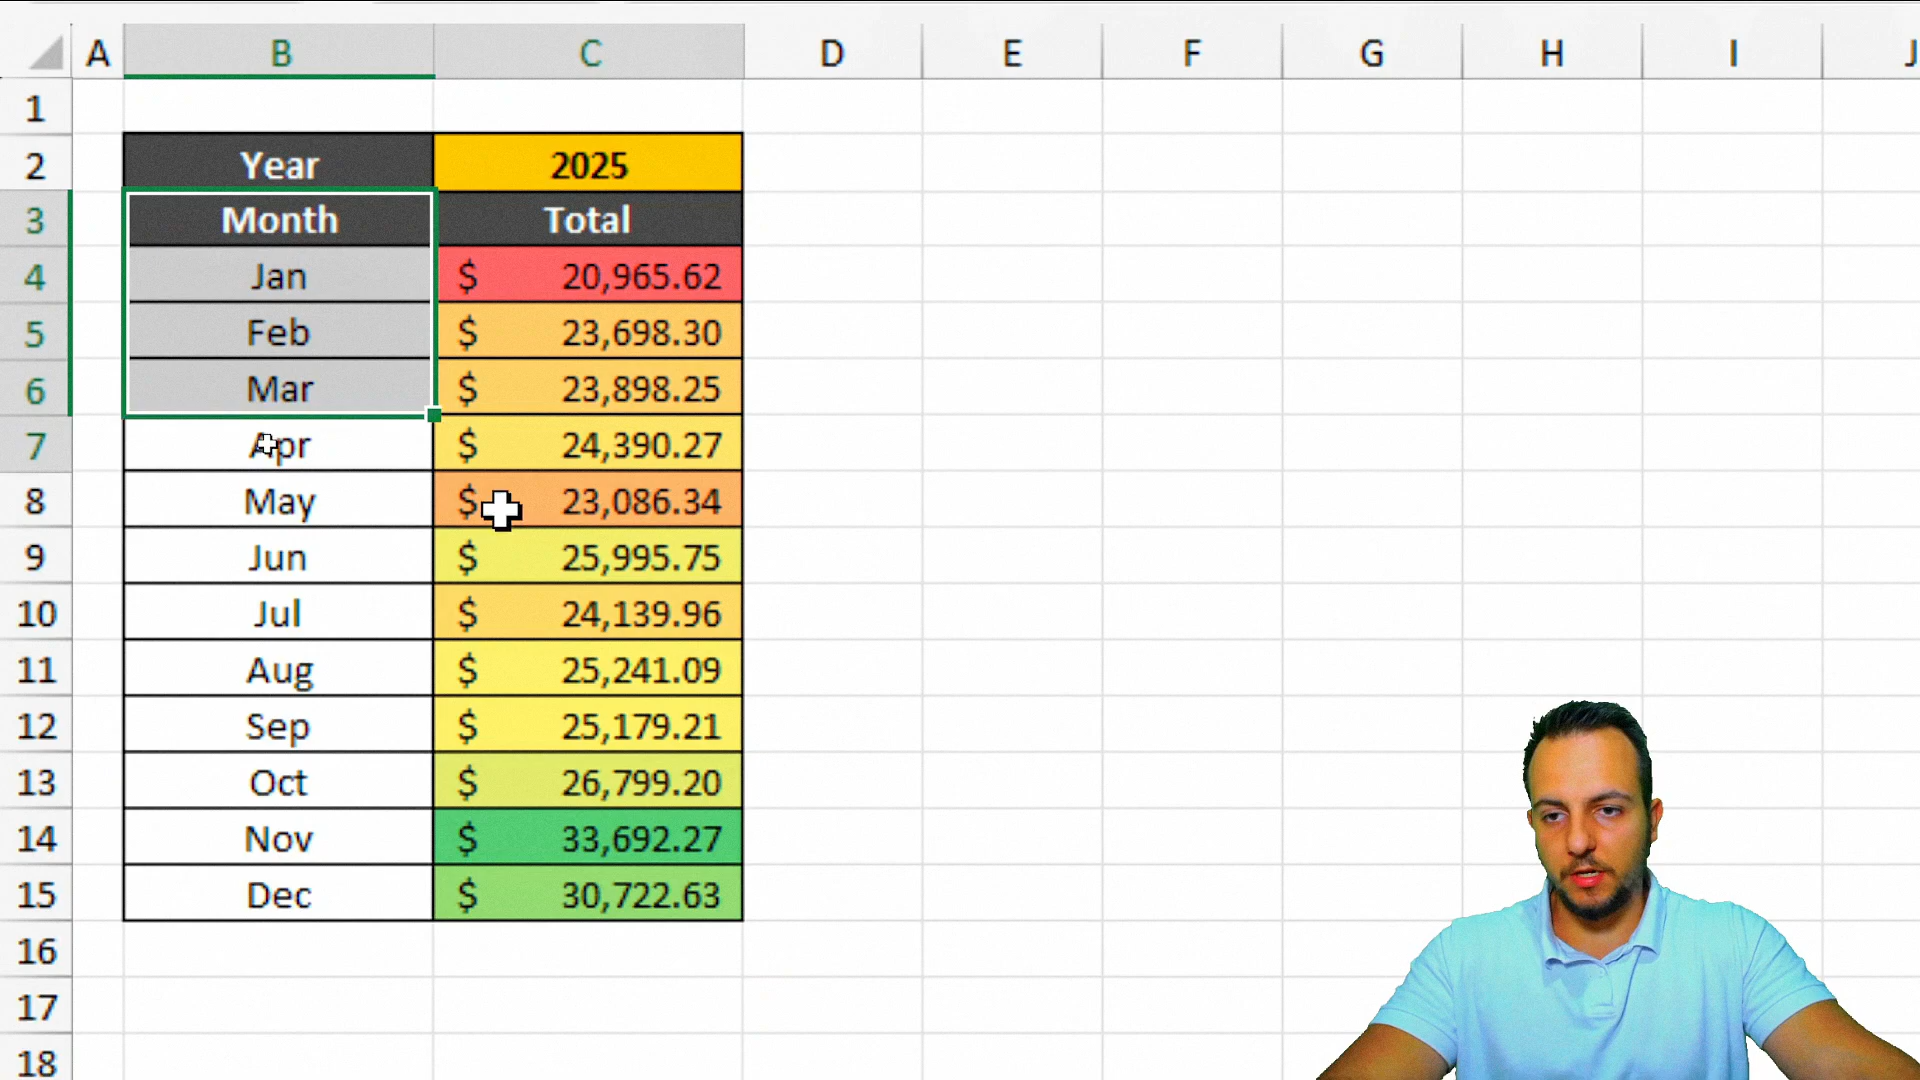 A B C D E F G H I J
1
2 Year 2025
3 Month Total
4 Jan $ 20,965.62
5 Feb $ 23,698.30
6 Mar $ 23,898.25
7 Apr $ 24,390.27
8 May $ 23,086.34
9 Jun $ 25,995.75
10 Jul $ 24,139.96
11 Aug $ 25,241.09
12 Sep $ 25,179.21
13 Oct $ 26,799.20
14 Nov $ 33,692.27
15 Dec $ 30,722.63
16
17
18